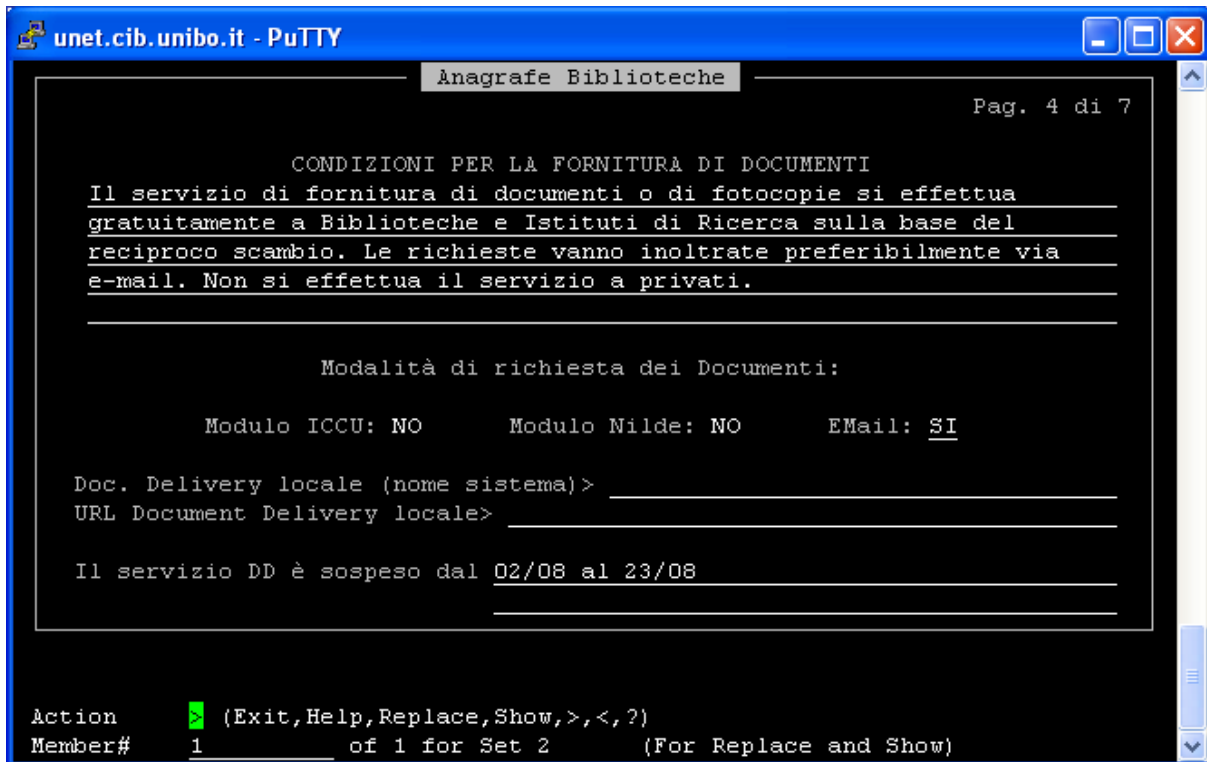 unet.cib.unibo.it - PuTTY
Anagrafe Biblioteche
Pag. 4 di 7
CONDIZIONI PER LA FORNITURA DI DOCUMENTI
Il servizio di fornitura di documenti o di fotocopie si effettua
gratuitamente a Biblioteche e Istituti di Ricerca sulla base del
reciproco scambio. Le richieste vanno inoltrate preferibilmente via
e-mail. Non si effettua il servizio a privati.
Modalità di richiesta dei Documenti:
Modulo ICCU: NO Modulo Nilde: NO EMail: SI
Doc. Delivery locale (nome sistema)>
URL Document Delivery locale>
Il servizio DD è sospeso dal 02/08 al 23/08
Action > (Exit,Help,Replace,Show,>,<,?)
Member# 1 of 1 for Set 2 (For Replace and Show)